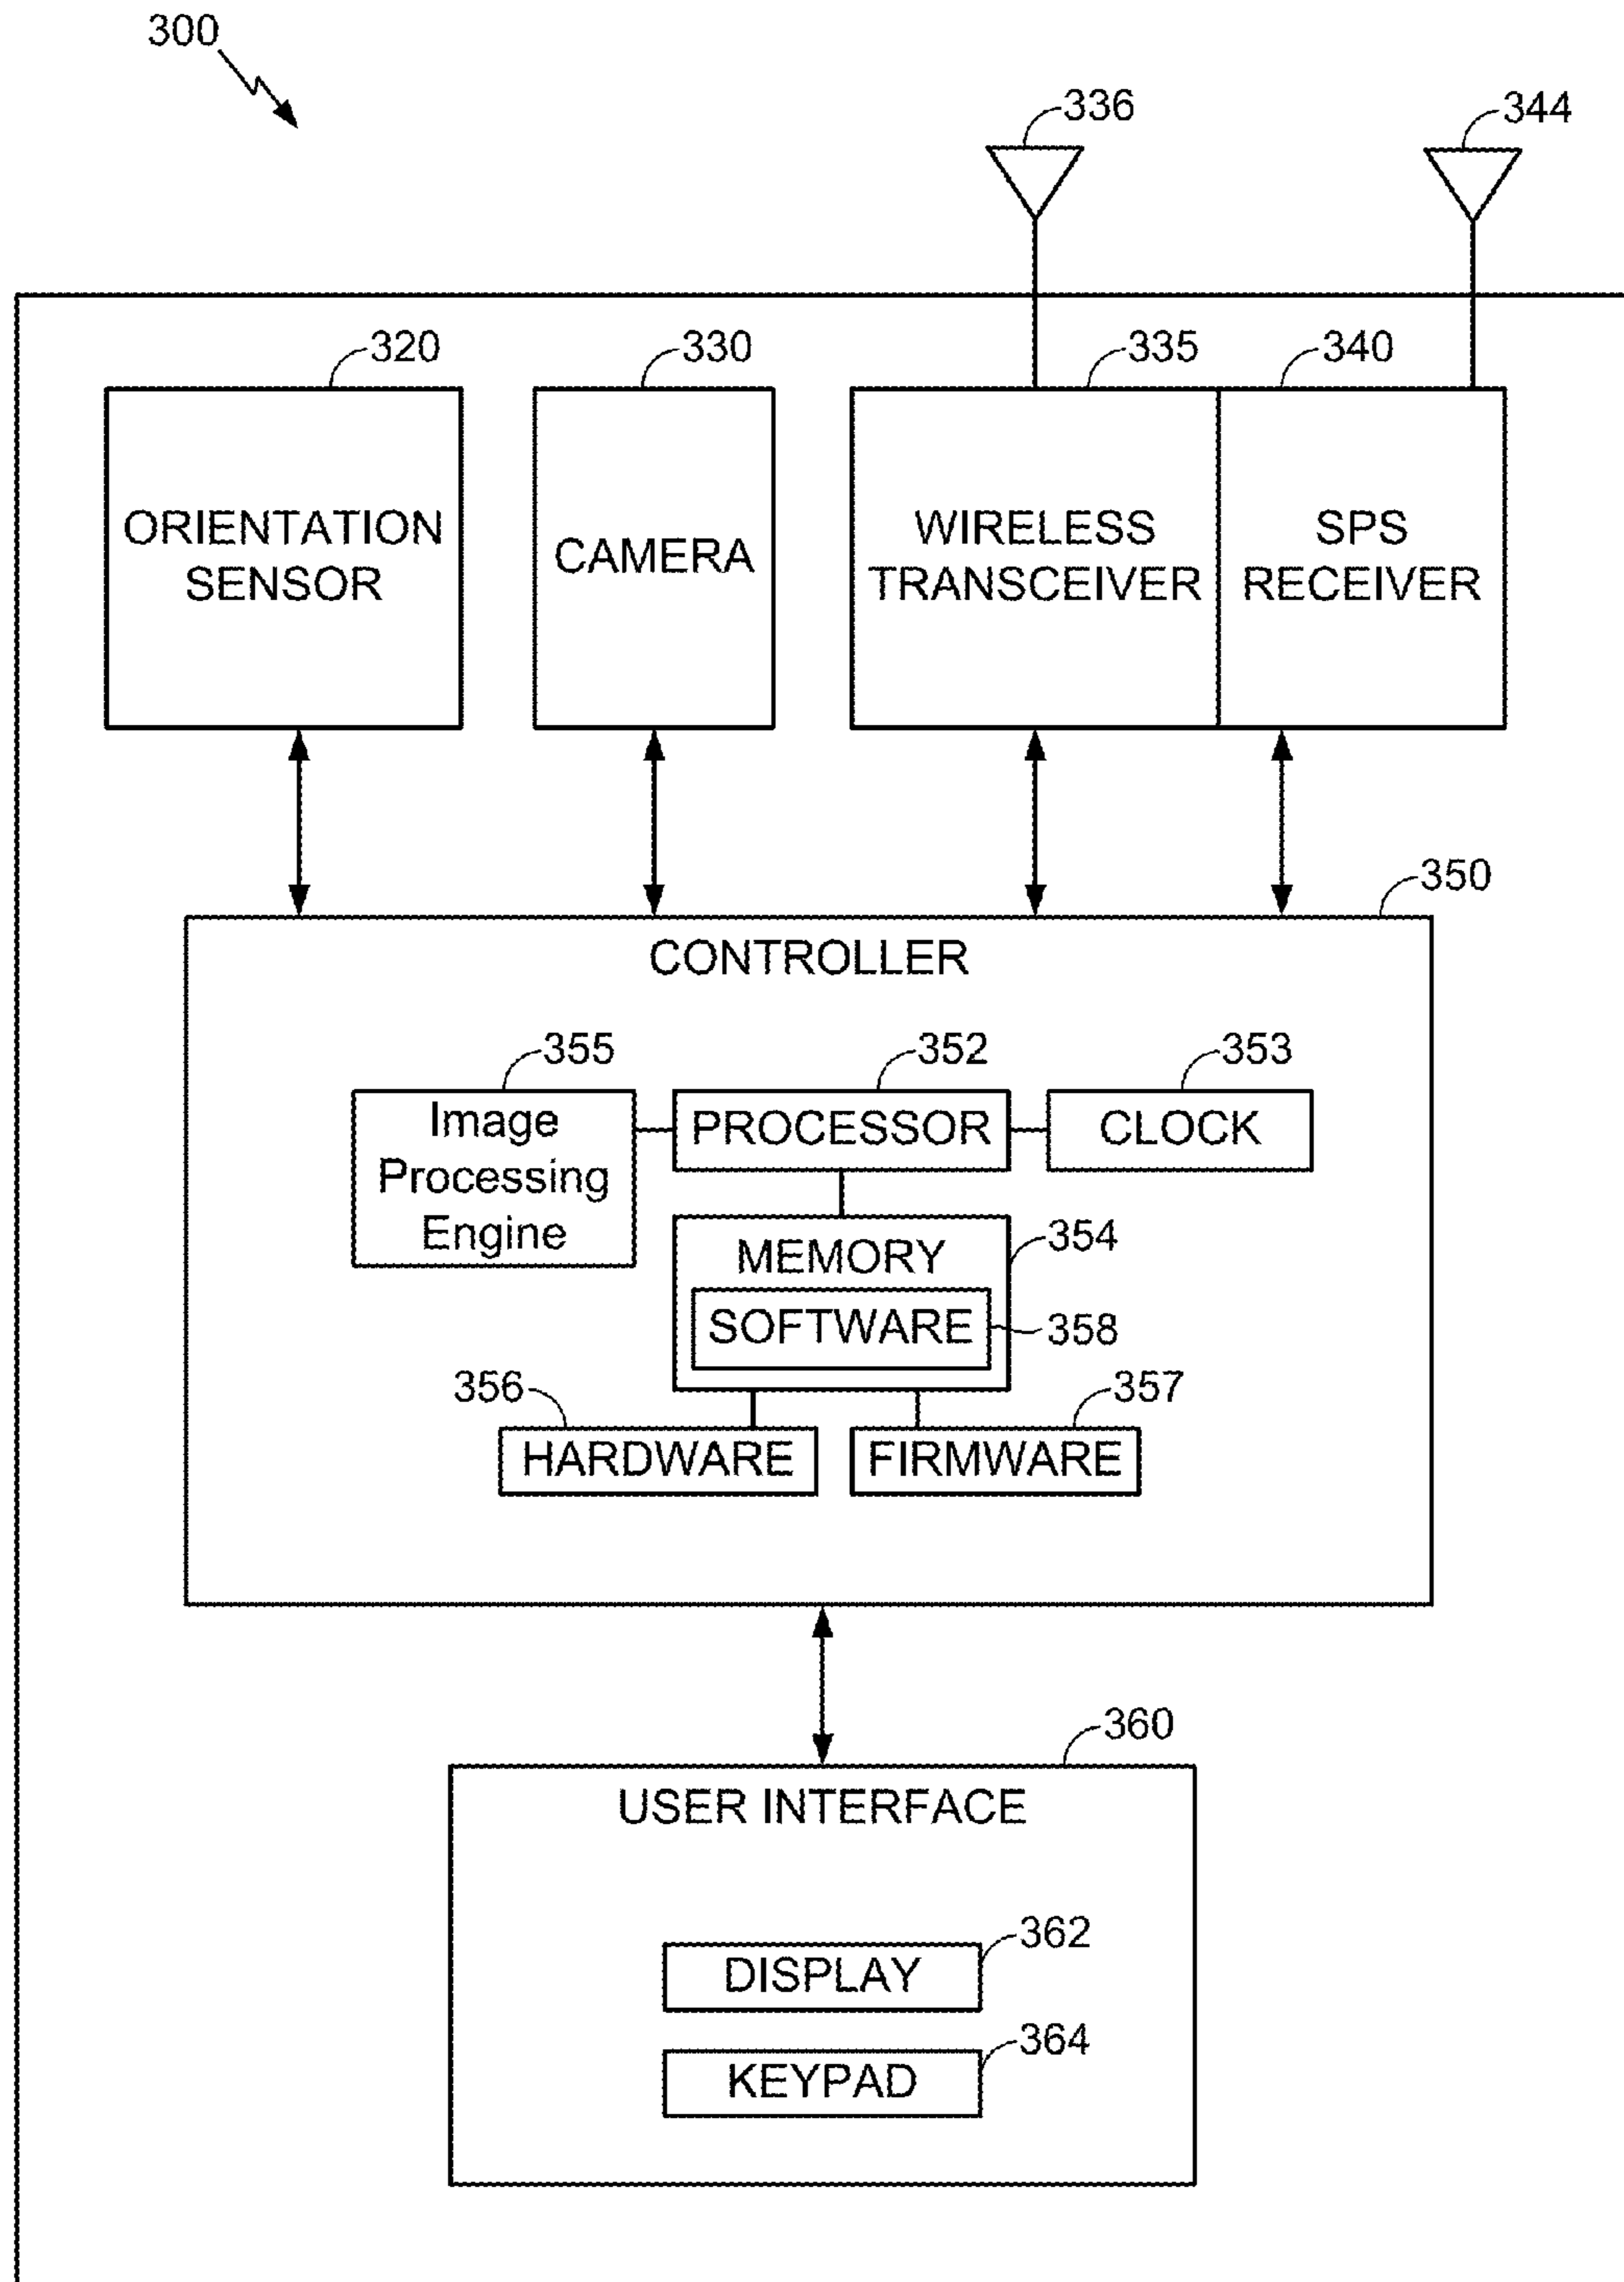 300
336
344
320
330
335
340
ORIENTATION
SENSOR
CAMERA
WIRELESS
TRANSCEIVER
SPS
RECEIVER
350
CONTROLLER
355
352
353
Image
Processing
Engine
PROCESSOR
CLOCK
354
MEMORY
SOFTWARE
358
356
357
HARDWARE
FIRMWARE
360
USER INTERFACE
362
DISPLAY
364
KEYPAD